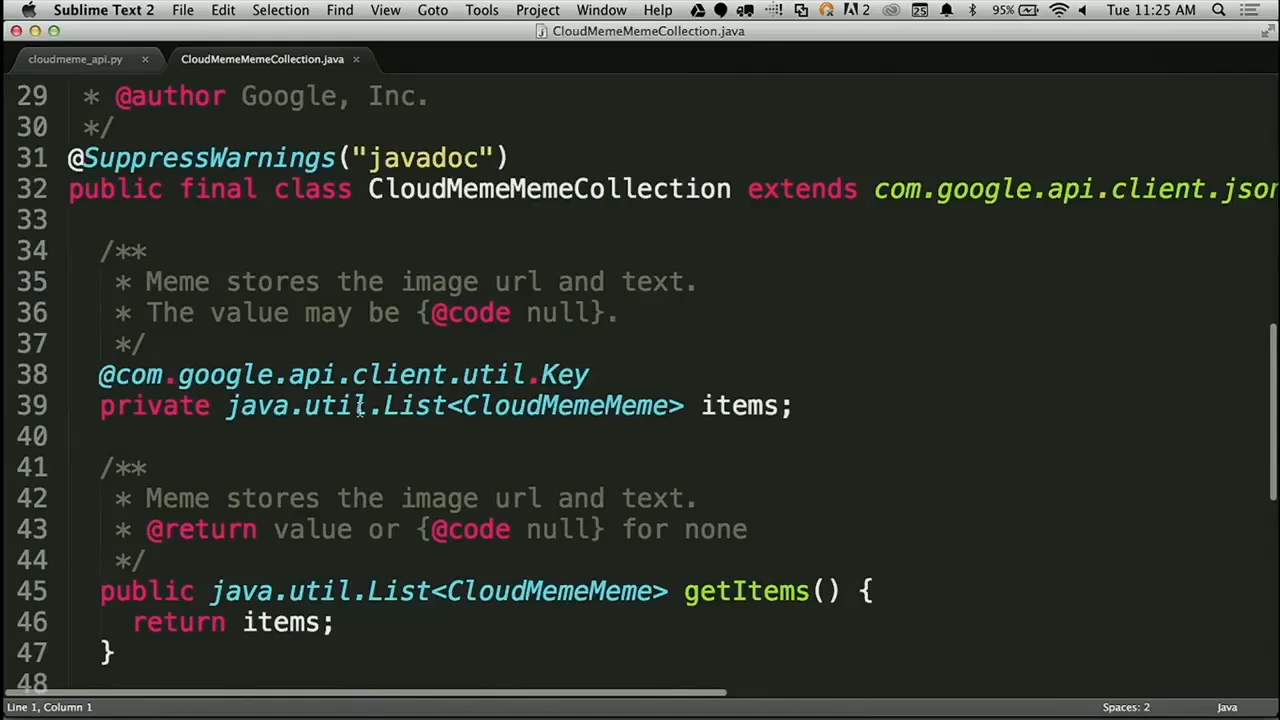 Sublime Text 2 File Edit Selection Find View Goto Tools Project Window Help 2 25 95% Tue 11:25 AM
CloudMemeMemeCollection.java
cloudmeme_api.py × CloudMemeMemeCollection.java ×
29 * @author Google, Inc.
30 */
31 @SuppressWarnings("javadoc")
32 public final class CloudMemeMemeCollection extends com.google.api.client.json
33
34 /**
35 * Meme stores the image url and text.
36 * The value may be {@code null}.
37 */
38 @com.google.api.client.util.Key
39 private java.util.List<CloudMemeMeme> items;
40
41 /**
42 * Meme stores the image url and text.
43 * @return value or {@code null} for none
44 */
45 public java.util.List<CloudMemeMeme> getItems() {
46 return items;
47 }
48
Line 1, Column 1 Spaces: 2 Java